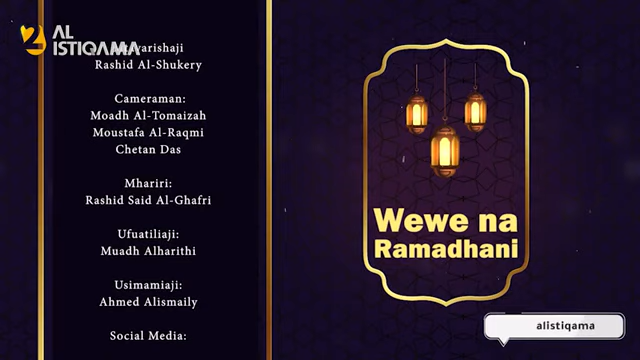 AL
ISTIQAMA
Rashid Al-Shukery
Cameraman:
Moadh Al-Tomaizah
Moustafa Al-Raqmi
Chetan Das
Mhariri:
Rashid Said Al-Ghafri
Ufuatiliaji:
Muadh Alharithi
Usimamiaji:
Ahmed Alismaily
Social Media:
Wewe na
Ramadhani
alistiqama